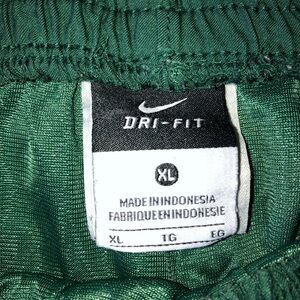 DRI-FIT
XL
MADE IN INDONESIA
FABRIQUE EN INDONESIE
XL TG EG